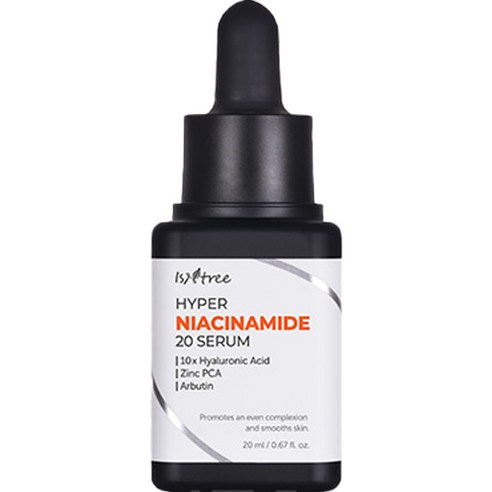 Isntree
HYPER
NIACINAMIDE
20 SERUM
| 10x Hyaluronic Acid
| Zinc PCA
| Arbutin
Promotes an even complexion
and smooths skin.
20 ml / 0.67 fl. oz.